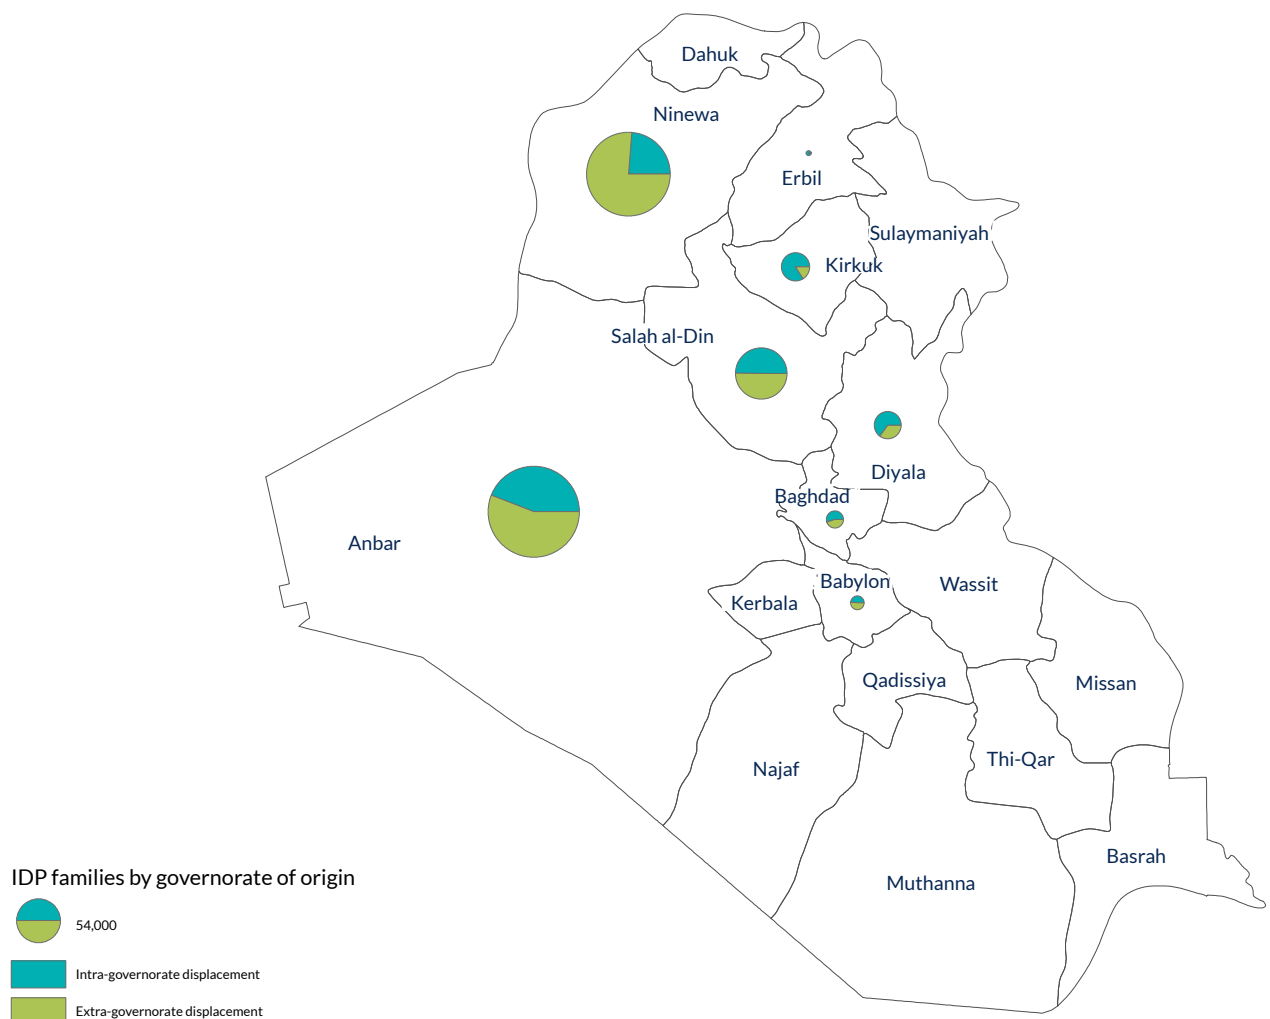 Dahuk
Ninewa
Erbil
Sulaymaniyah
Kirkuk
Salah al-Din
Diyala
Baghdad
Anbar
Babylon
Wassit
Kerbala
Qadissiya
Missan
Thi-Qar
Najaf
Basrah
Muthanna
IDP families by governorate of origin
54,000
Intra-governorate displacement
Extra-governorate displacement